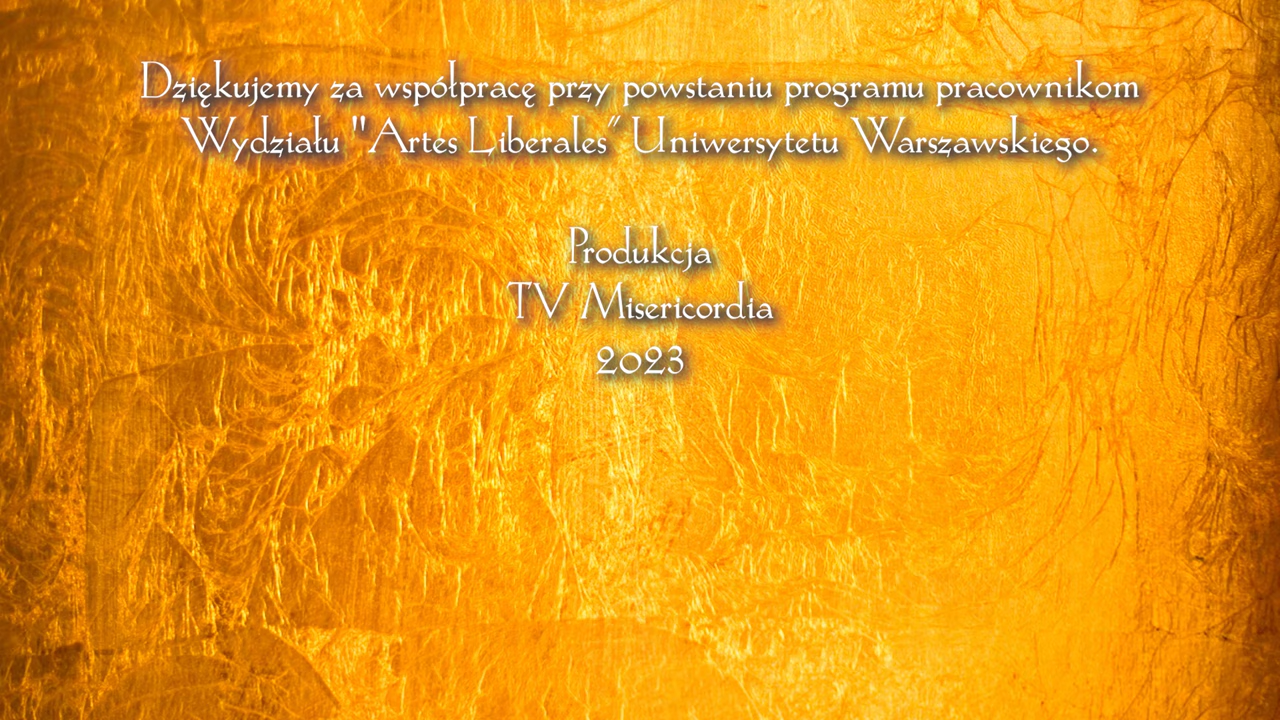 Dziękujemy za współpracę przy powstaniu programu pracownikom
Wydziału "Artes Liberales” Uniwersytetu Warszawskiego.
Produkcja
TV Misericordia
2023